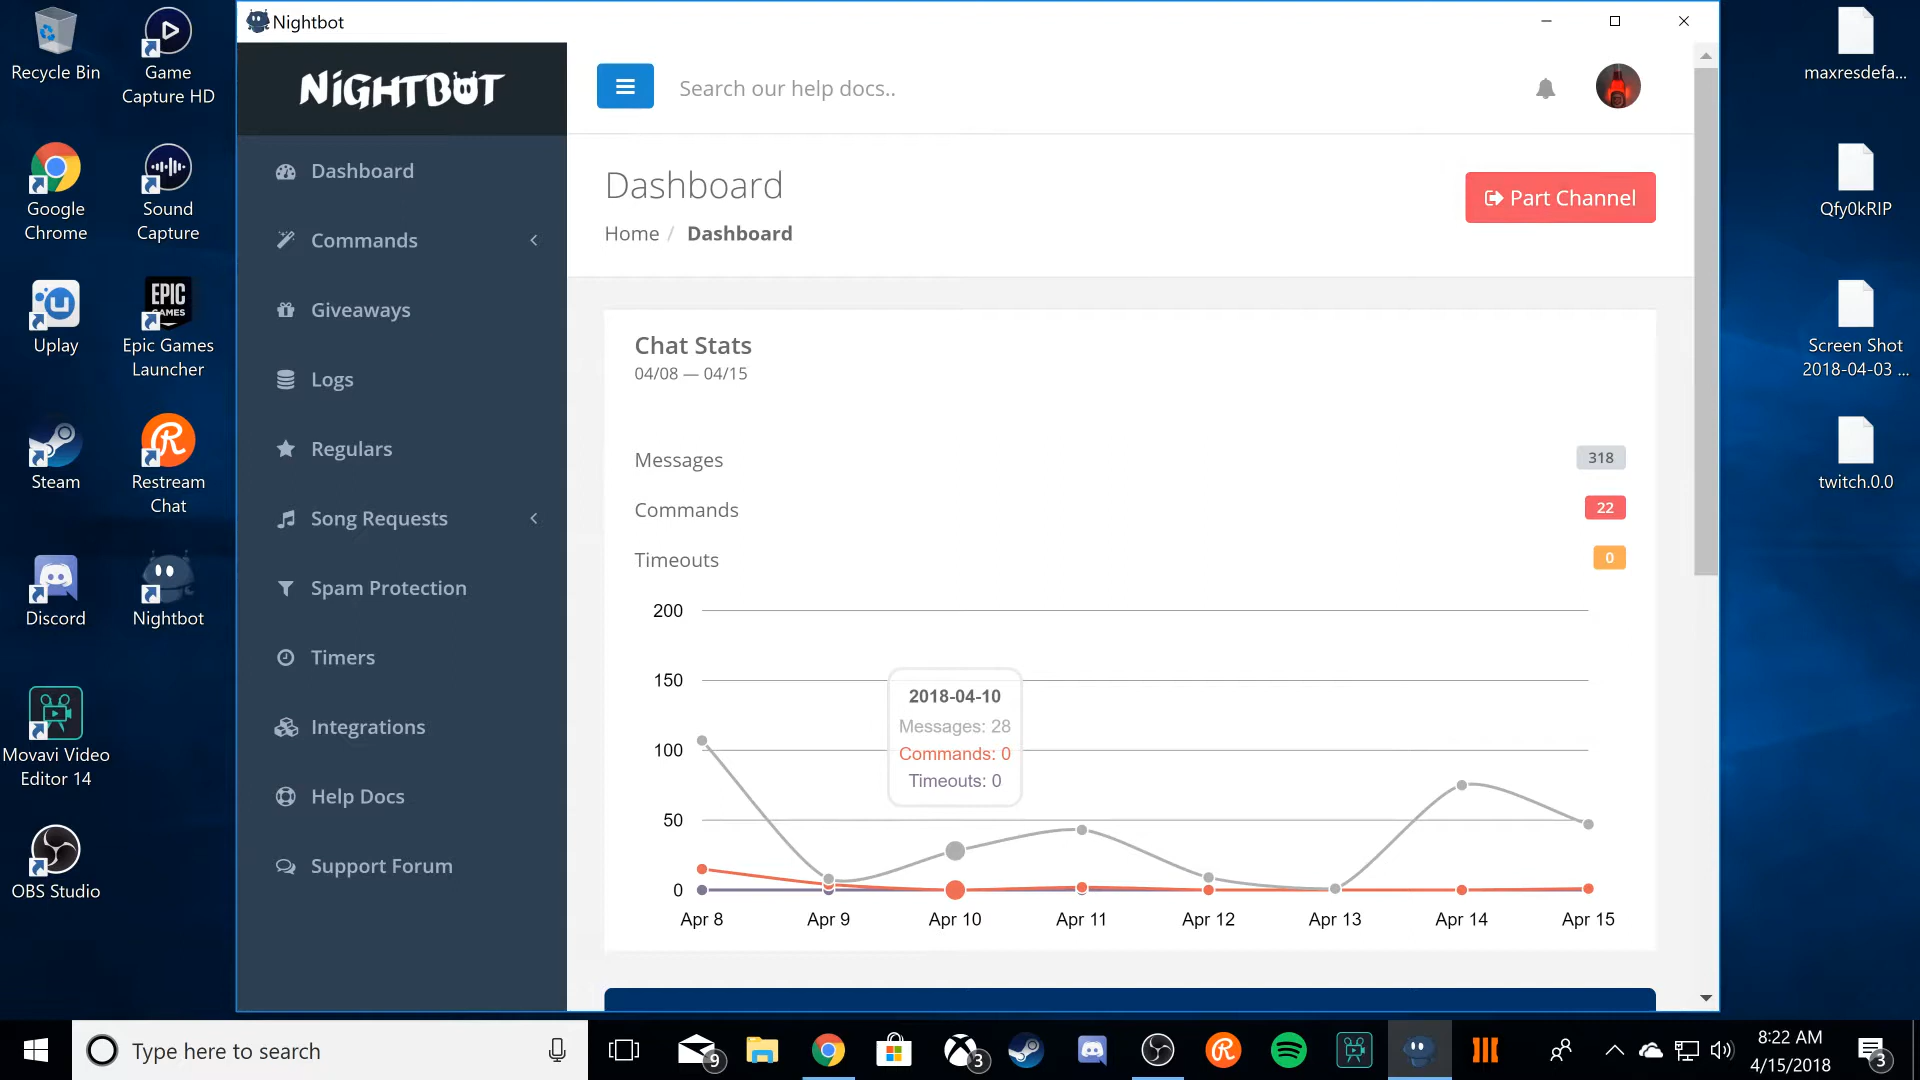 Recycle Bin
Game
Capture HD
Google
Chrome
Sound
Capture
Uplay
EPIC
GAMES
Epic Games
Launcher
Steam
Restream
Chat
Discord
Nightbot
Movavi Video
Editor 14
OBS Studio
Nightbot
NIGHTBOT
Dashboard
Commands
Giveaways
Logs
Regulars
Song Requests
Spam Protection
Timers
Integrations
Help Docs
Support Forum
Search our help docs..
Dashboard
Home / Dashboard
Part Channel
Chat Stats
04/08 — 04/15
Messages 318
Commands 22
Timeouts 0
200
150
100
50
0
2018-04-10
Messages: 28
Commands: 0
Timeouts: 0
Apr 8 Apr 9 Apr 10 Apr 11 Apr 12 Apr 13 Apr 14 Apr 15
maxresdefa...
Qfy0kRIP
Screen Shot
2018-04-03 ...
twitch.0.0
Type here to search
9
3
8:22 AM
4/15/2018
3